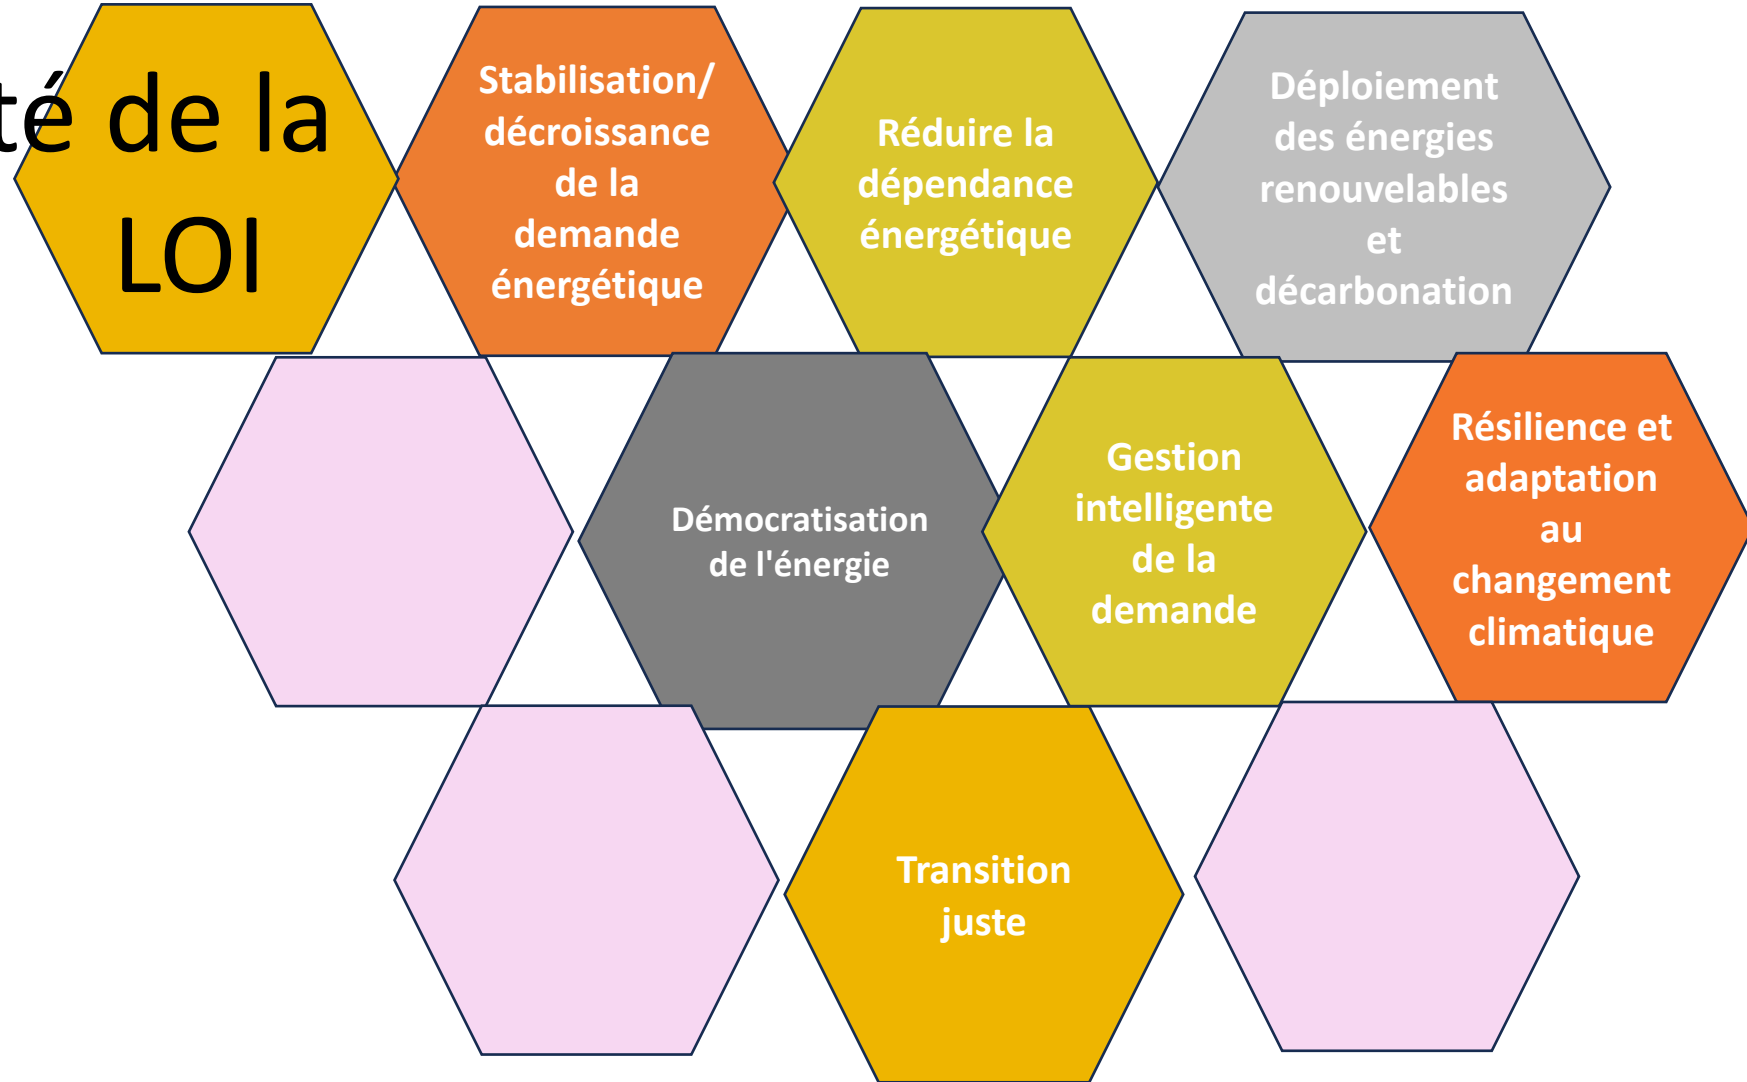 té de la
LOI
Stabilisation/
décroissance
de la
demande
énergétique
Réduire la
dépendance
énergétique
Déploiement
des énergies
renouvelables
et
décarbonation
Démocratisation
de l'énergie
Gestion
intelligente
de la
demande
Résilience et
adaptation
au
changement
climatique
Transition
juste